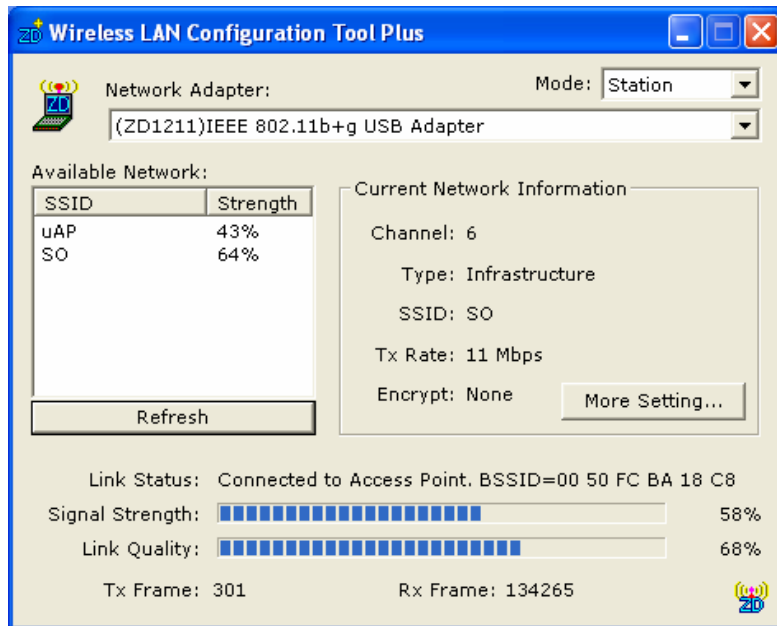 ZD Wireless LAN Configuration Tool Plus
ZD
Network Adapter:
Mode: Station
(ZD1211)IEEE 802.11b+g USB Adapter
Available Network:
SSID Strength
uAP 43%
SO 64%
Refresh
Current Network Information
Channel: 6
Type: Infrastructure
SSID: SO
Tx Rate: 11 Mbps
Encrypt: None
More Setting...
Link Status: Connected to Access Point. BSSID=00 50 FC BA 18 C8
Signal Strength: 58%
Link Quality: 68%
Tx Frame: 301 Rx Frame: 134265
ZD